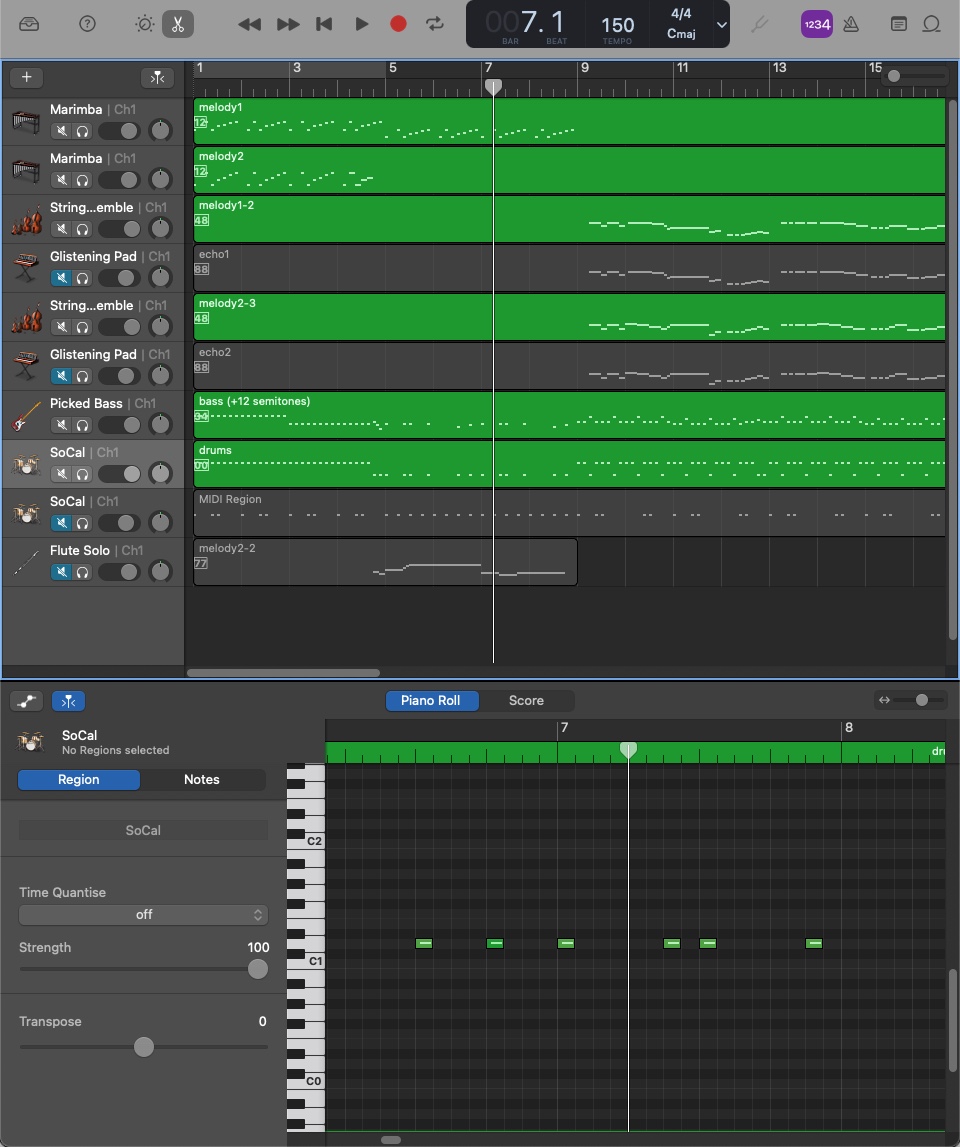 007. 1
BAR BEAT
150
TEMPO
4/4
Cmaj
1234
1 3 5 7 9 11 13 15
Marimba | Ch1
melody1
12
Marimba | Ch1
melody2
12
String...emble | Ch1
melody1-2
48
Glistening Pad | Ch1
echo1
88
String...emble | Ch1
melody2-3
48
Glistening Pad | Ch1
echo2
88
Picked Bass | Ch1
bass (+12 semitones)
SoCal | Ch1
drums
00
SoCal | Ch1
MIDI Region
Flute Solo | Ch1
melody2-2
77
Piano Roll Score
SoCal
No Regions selected
7 8
Region Notes
SoCal
Time Quantise
off
Strength 100
Transpose 0
C2
C1
C0